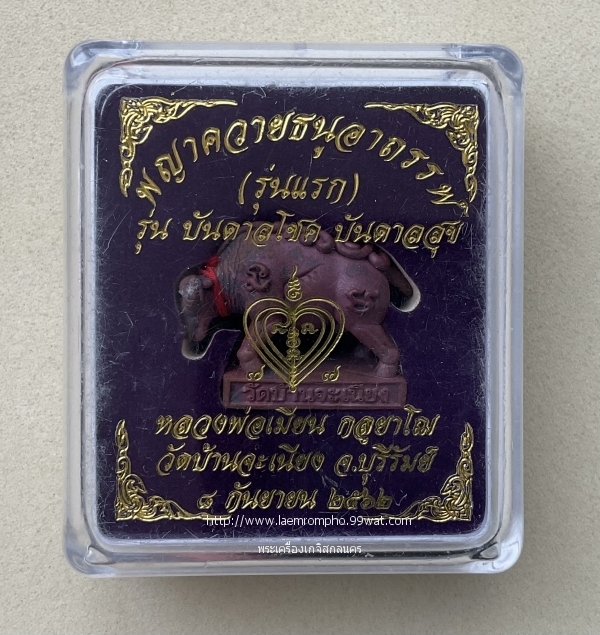 พญาควายธนูอาถรรพ์
(รุ่นแรก)
รุ่น บันดาลโชค บันดาลสุข
๗ ๗
วัดบ้านจะเนียง
หลวงพ่อเมียน กลฺยาโณ
วัดบ้านจะเนียง จ.บุรีรัมย์
๘ กันยายน ๒๕๖๒
http://www.laemrompho.99wat.com
พระเครื่องเกจิสกลนคร